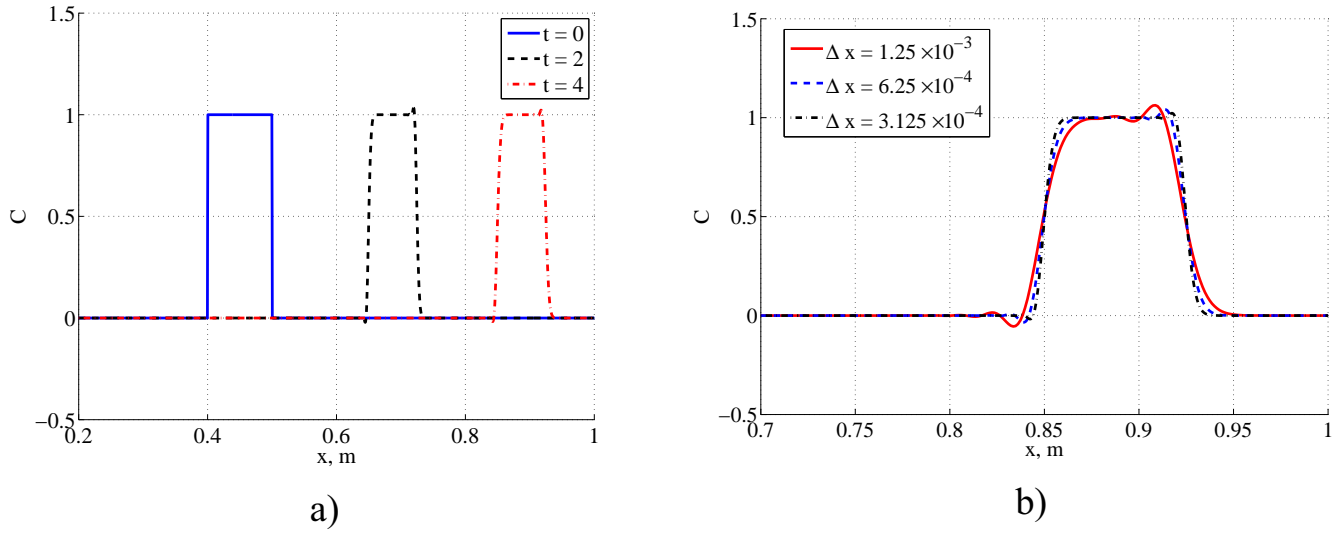 1.5
1
0.5
0
−0.5
C
0.2
0.4
0.6
0.8
1
x, m
t = 0
t = 2
t = 4
a)
1.5
1
0.5
0
−0.5
C
0.7
0.75
0.8
0.85
0.9
0.95
1
x, m
Δ x = 1.25 ×10⁻³
Δ x = 6.25 ×10⁻⁴
Δ x = 3.125 ×10⁻⁴
b)